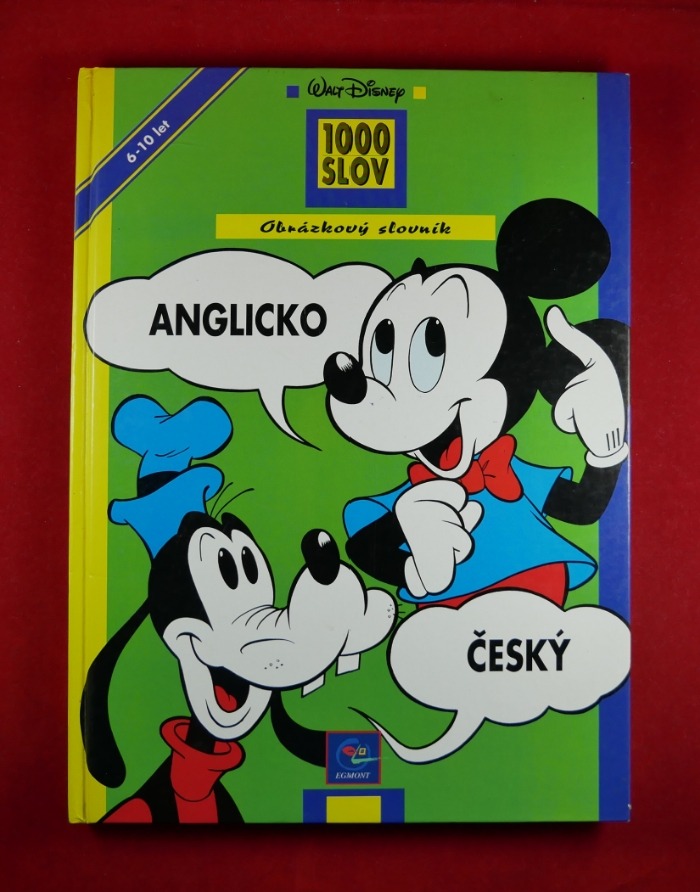 6-10 let
WALT DISNEY
1000
SLOV
Obrázkový slovník
ANGLICKO
ČESKÝ
EGMONT